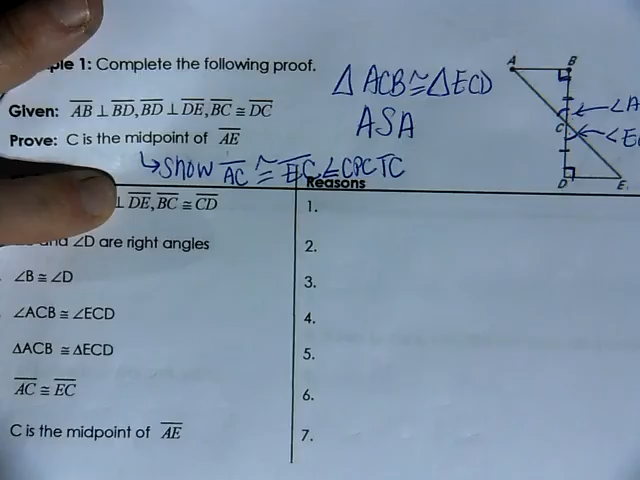 ple 1: Complete the following proof.
Given: AB ⊥ BD, BD ⊥ DE, BC ≅ DC
Prove: C is the midpoint of AE
↳ Show AC ≅ EC ∠CPCTC
Δ ACB ≅ Δ ECD
ASA
A B
C
D E
∠A
Reasons
⊥ DE, BC ≅ CD 1.
and ∠D are right angles 2.
∠B ≅ ∠D 3.
∠ACB ≅ ∠ECD 4.
ΔACB ≅ ΔECD 5.
AC ≅ EC 6.
C is the midpoint of AE 7.